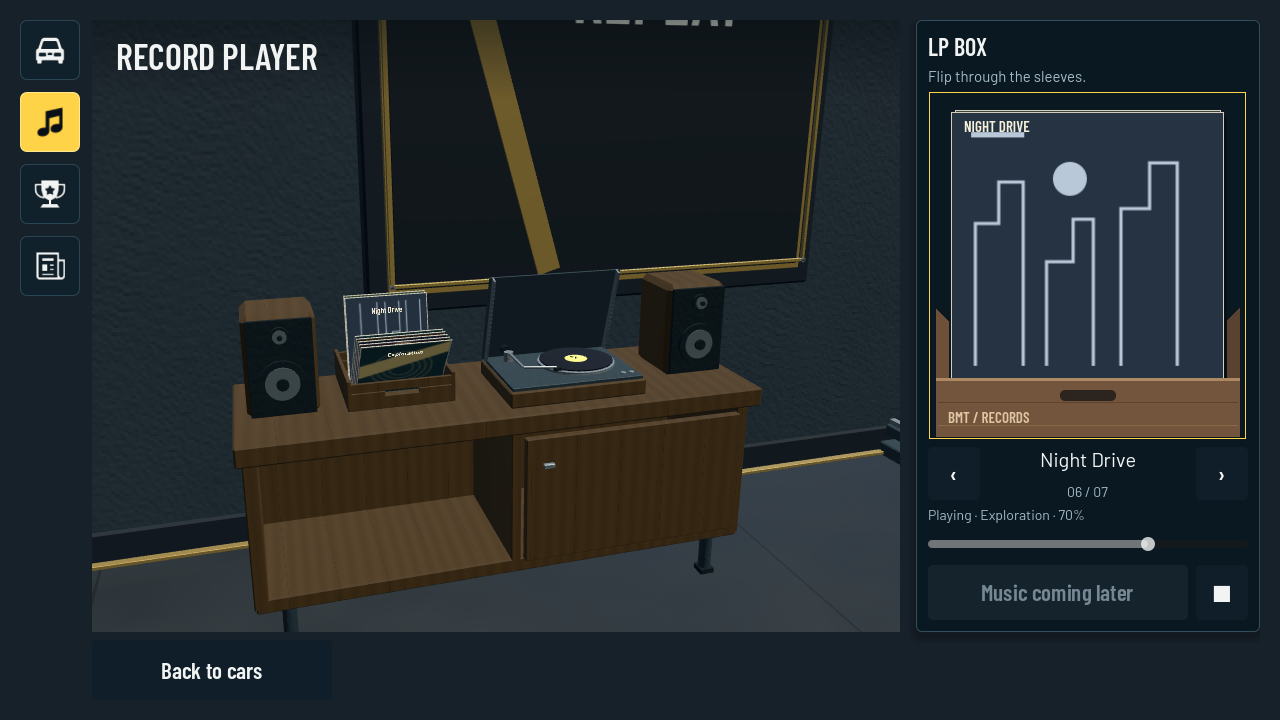 RECORD PLAYER
Night Drive
Exploration
LP BOX
Flip through the sleeves.
NIGHT DRIVE
BMT / RECORDS
‹
Night Drive
›
06 / 07
Playing · Exploration · 70%
Music coming later
Back to cars